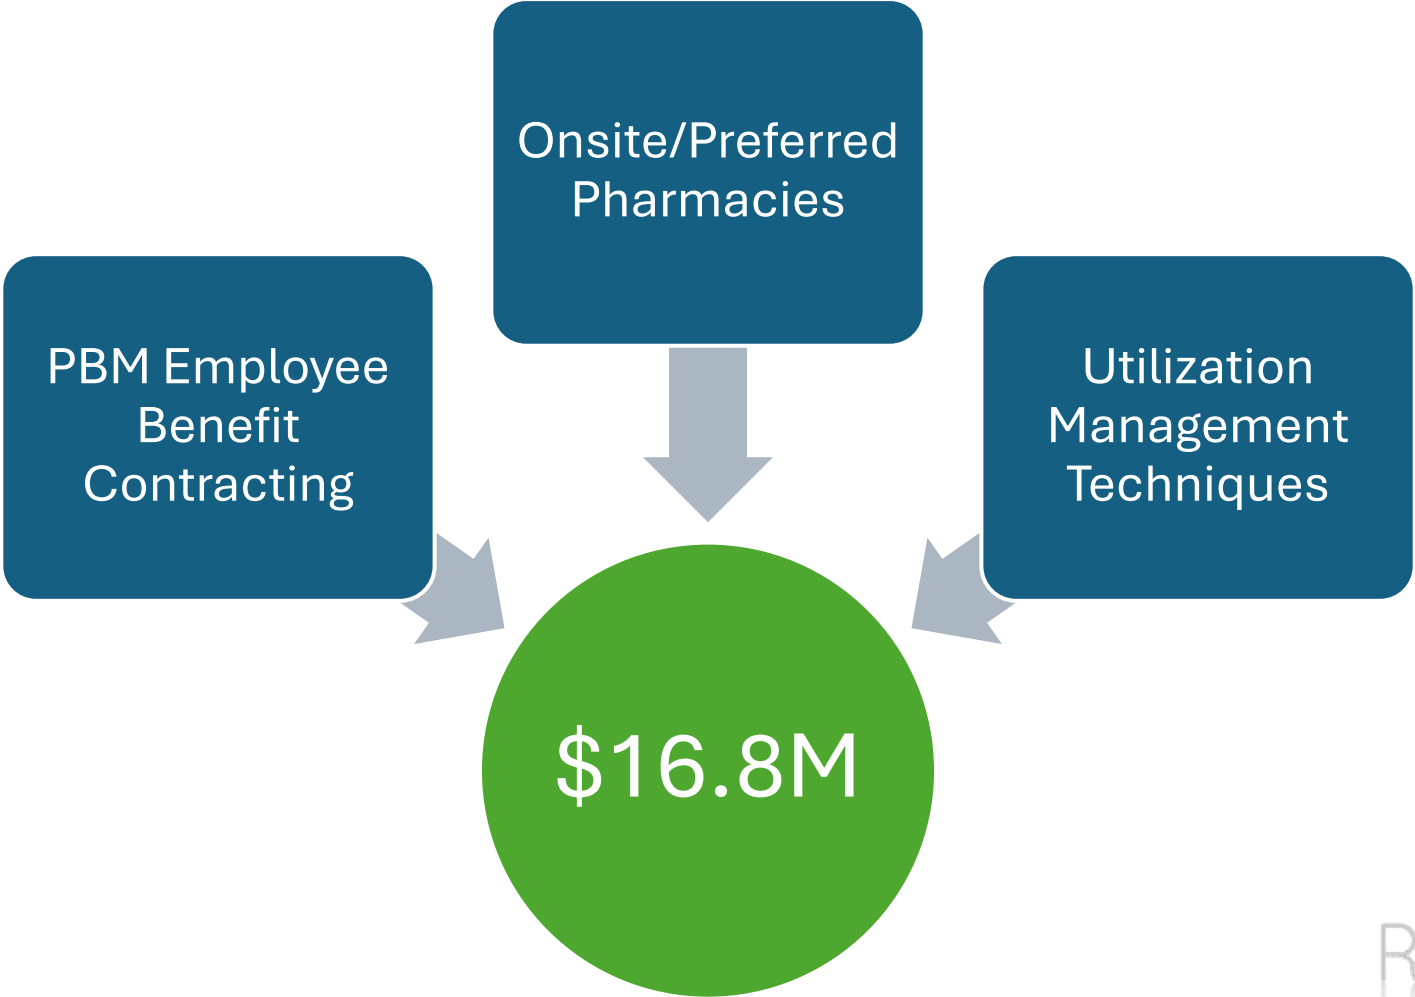 Onsite/Preferred
Pharmacies
PBM Employee
Benefit
Contracting
Utilization
Management
Techniques
$16.8M
R